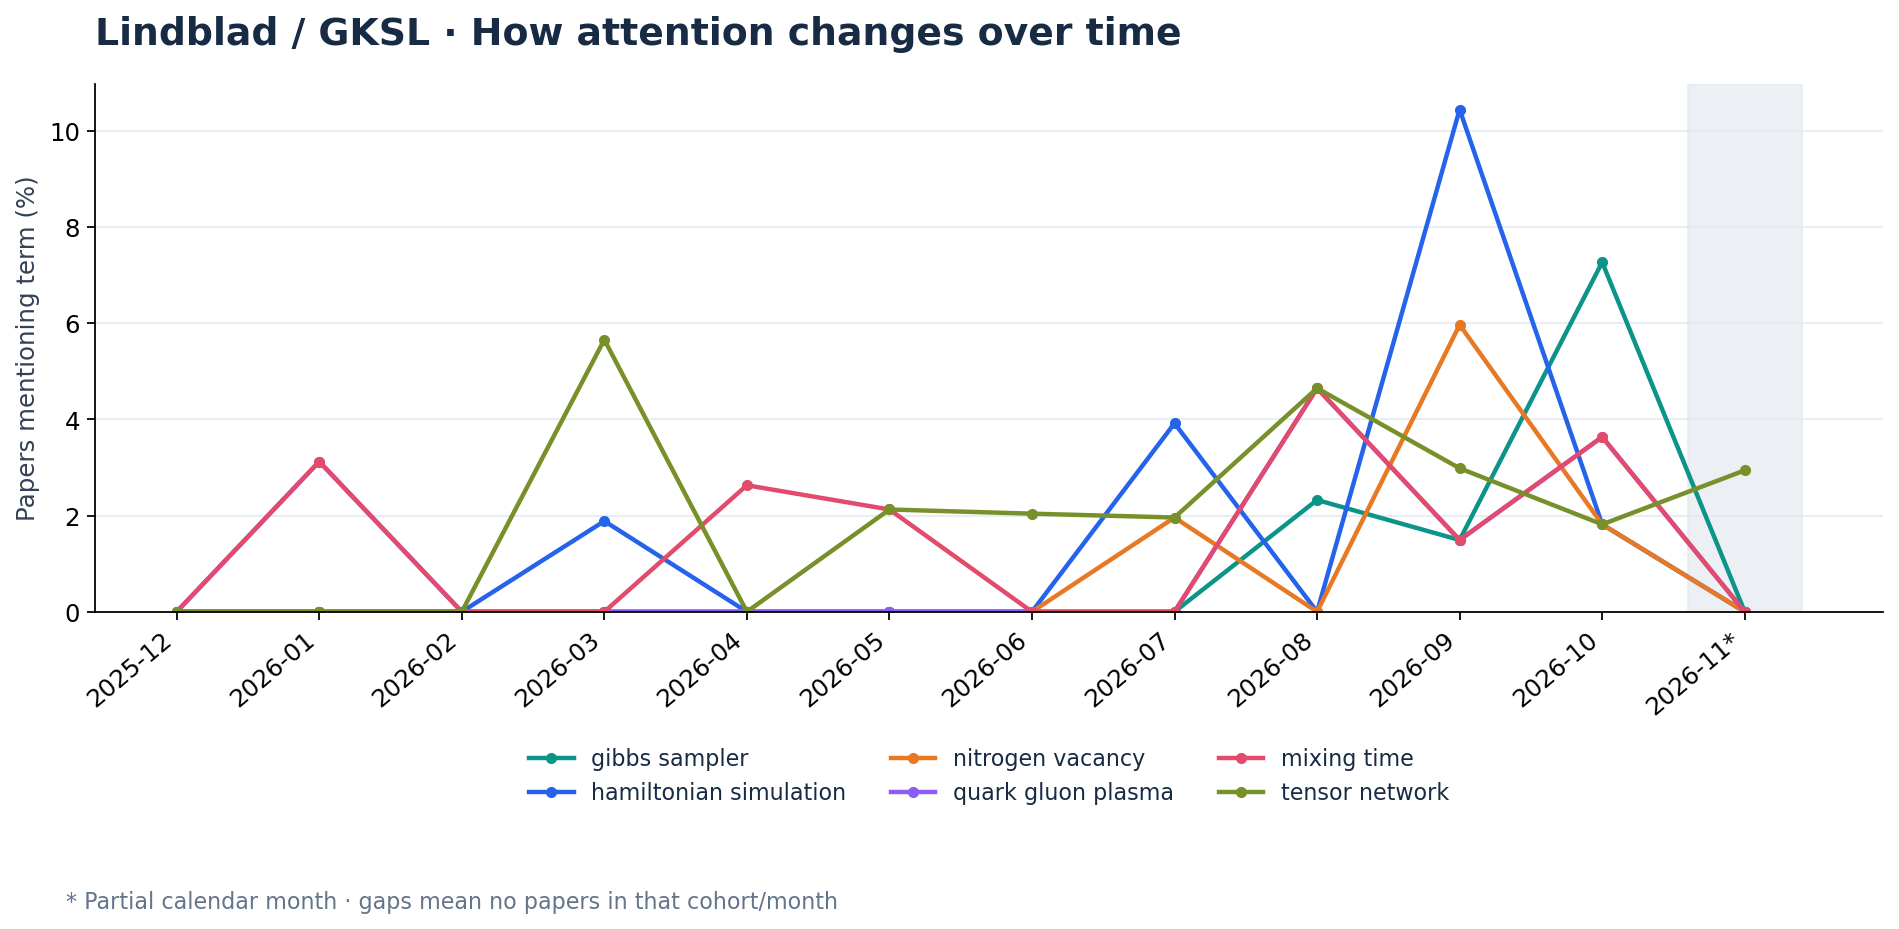 Lindblad / GKSL · How attention changes over time
Papers mentioning term (%)
10
8
6
4
2
0
2025-12
2026-01
2026-02
2026-03
2026-04
2026-05
2026-06
2026-07
2026-08
2026-09
2026-10
2026-11*
gibbs sampler
nitrogen vacancy
mixing time
hamiltonian simulation
quark gluon plasma
tensor network
* Partial calendar month · gaps mean no papers in that cohort/month